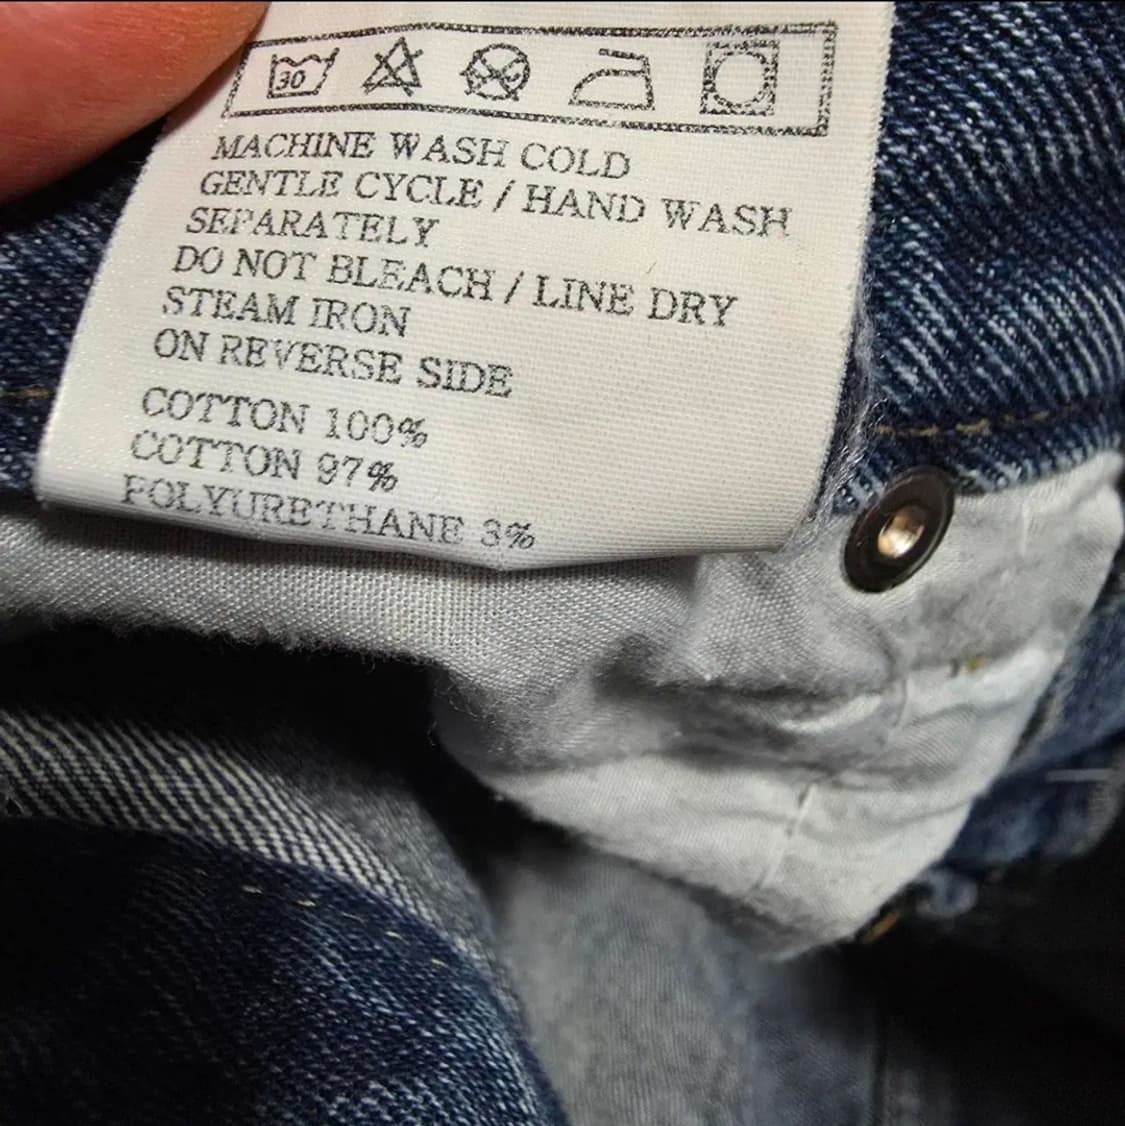 30
MACHINE WASH COLD
GENTLE CYCLE / HAND WASH
SEPARATELY
DO NOT BLEACH / LINE DRY
STEAM IRON
ON REVERSE SIDE
COTTON 100%
COTTON 97%
POLYURETHANE 3%